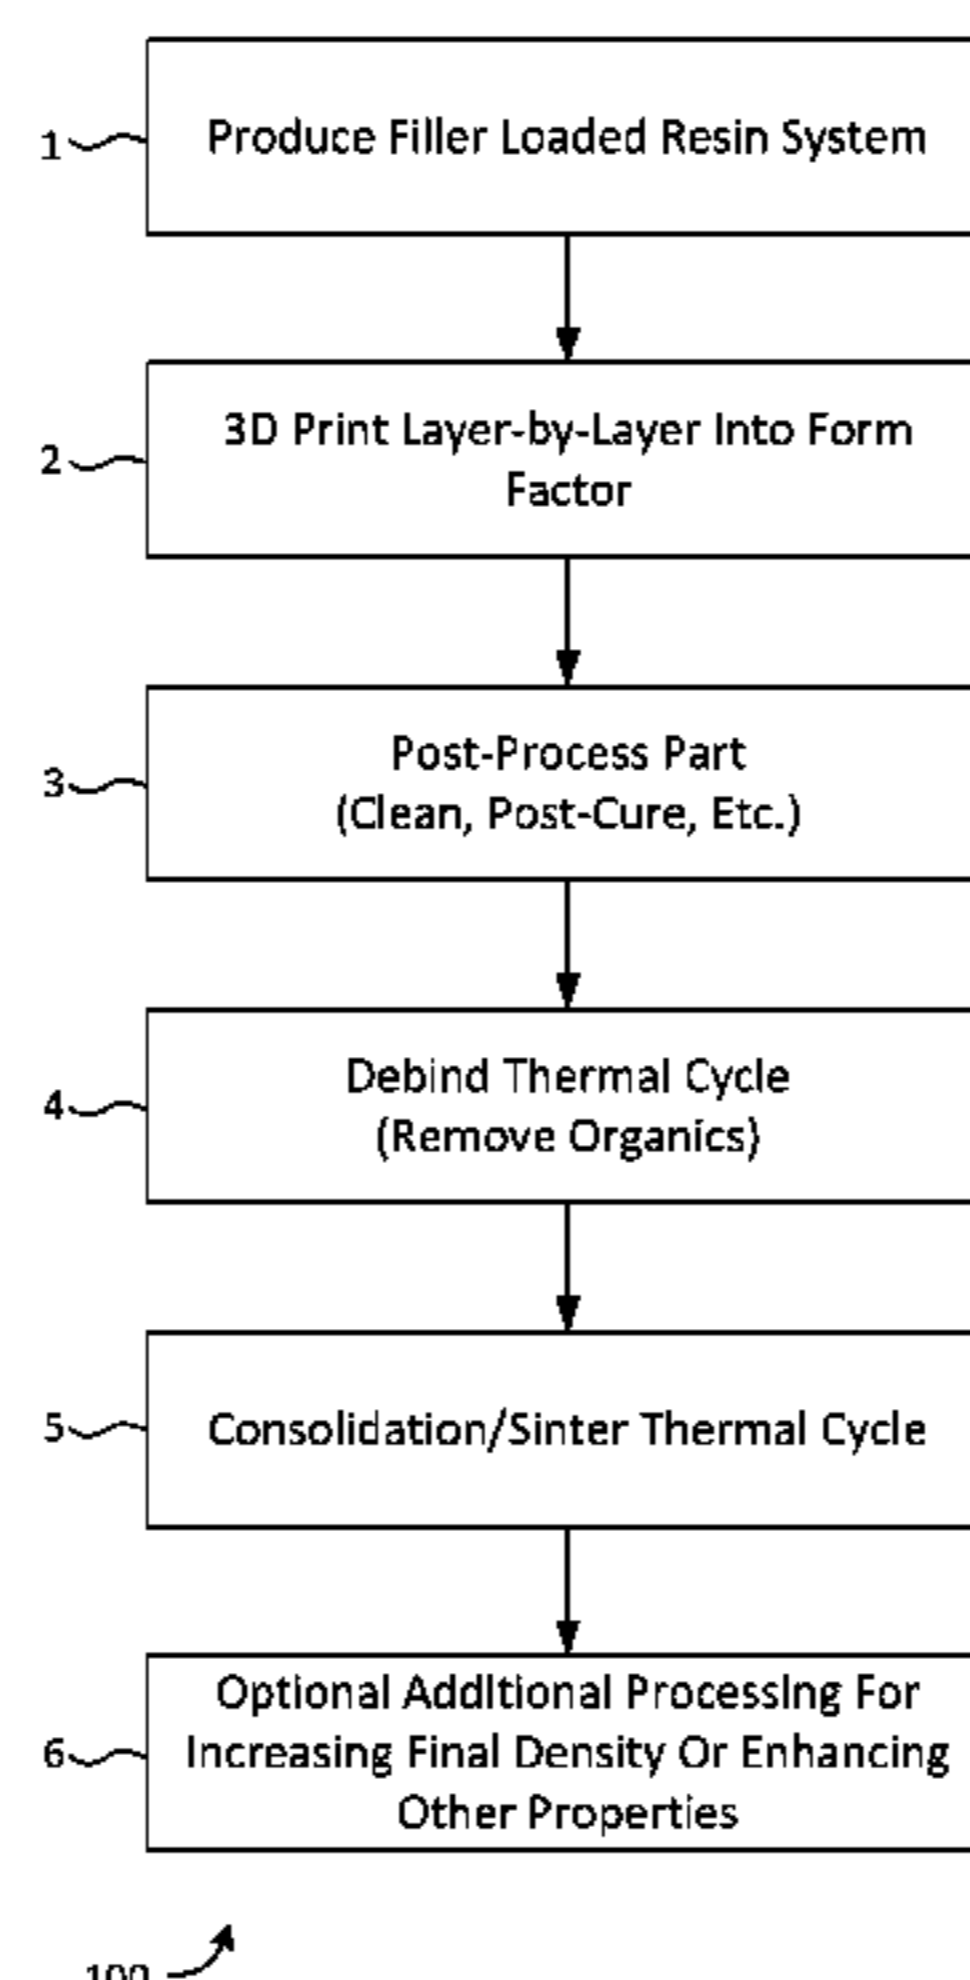 1 Produce Filler Loaded Resin System
2 3D Print Layer-by-Layer Into Form
Factor
3 Post-Process Part
(Clean, Post-Cure, Etc.)
4 Debind Thermal Cycle
(Remove Organics)
5 Consolidation/Sinter Thermal Cycle
6 Optional Additional Processing For
Increasing Final Density Or Enhancing
Other Properties
100